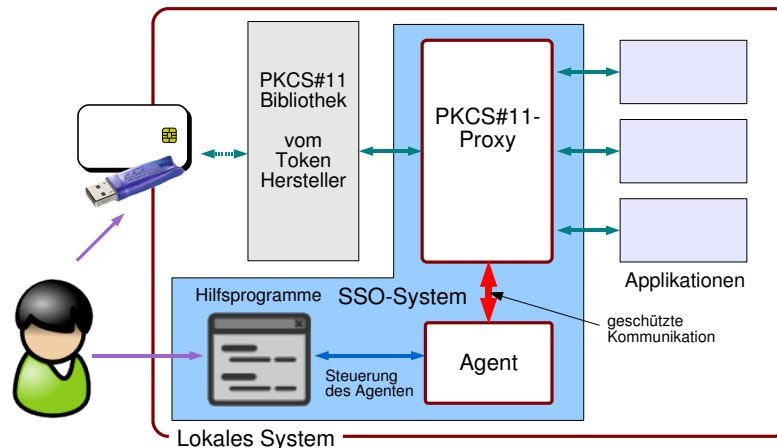 PKCS#11
Bibliothek
vom
Token
Hersteller
PKCS#11-
Proxy
Applikationen
Hilfsprogramme
SSO-System
geschützte
Kommunikation
Agent
Steuerung
des Agenten
Lokales System